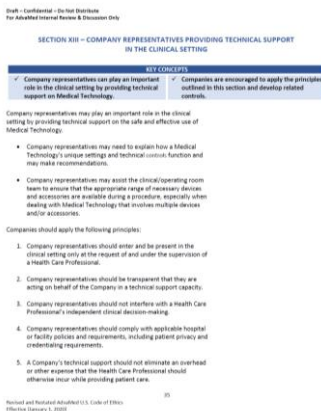 Draft – Confidential – Do Not Distribute
For AdvaMed Internal Review & Discussion Only
SECTION XIII – COMPANY REPRESENTATIVES PROVIDING TECHNICAL SUPPORT
IN THE CLINICAL SETTING
KEY CONCEPTS
✓ Company representatives can play an important
role in the clinical setting by providing technical
support on Medical Technology.
✓ Companies are encouraged to apply the principles
outlined in this section and develop related
controls.
Company representatives may play an important role in the clinical
setting by providing technical support on the safe and effective use of
Medical Technology.
• Company representatives may need to explain how a Medical
Technology's unique settings and technical controls function and
may make recommendations.
• Company representatives may assist the clinical/operating room
team to ensure that the appropriate range of necessary devices
and accessories are available during a procedure, especially when
dealing with Medical Technology that involves multiple devices
and/or accessories.
Companies should apply the following principles:
1. Company representatives should enter and be present in the
clinical setting only at the request of and under the supervision of
a Health Care Professional.
2. Company representatives should be transparent that they are
acting on behalf of the Company in a technical support capacity.
3. Company representatives should not interfere with a Health Care
Professional's independent clinical decision-making.
4. Company representatives should comply with applicable hospital
or facility policies and requirements, including patient privacy and
credentialing requirements.
5. A Company's technical support should not eliminate an overhead
or other expense that the Health Care Professional should
otherwise incur while providing patient care.
35
Revised and Restated AdvaMed U.S. Code of Ethics
Effective January 1, 2020